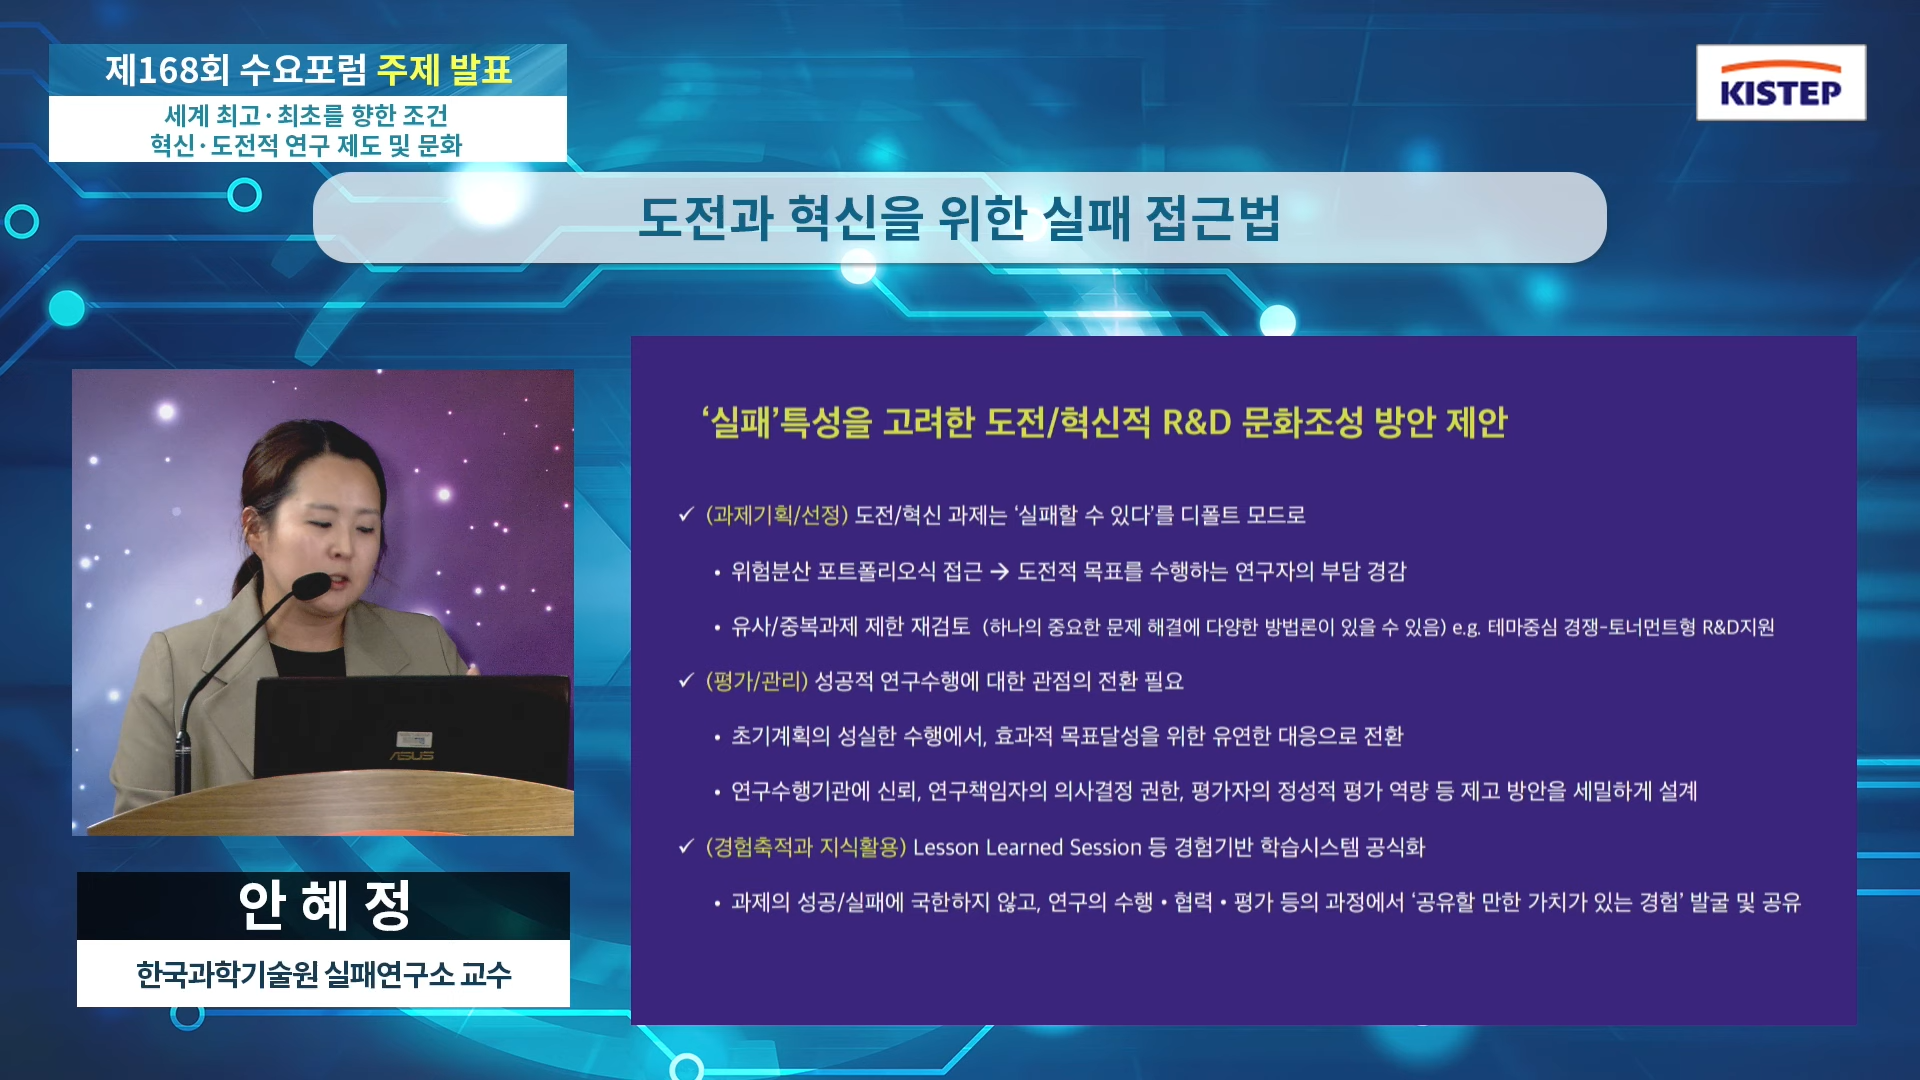 제168회 수요포럼 주제 발표
세계 최고·최초를 향한 조건
혁신·도전적 연구 제도 및 문화
KISTEP
도전과 혁신을 위한 실패 접근법
‘실패’특성을 고려한 도전/혁신적 R&D 문화조성 방안 제안
✓ (과제기획/선정) 도전/혁신 과제는 ‘실패할 수 있다’를 디폴트 모드로
• 위험분산 포트폴리오식 접근 → 도전적 목표를 수행하는 연구자의 부담 경감
• 유사/중복과제 제한 재검토 (하나의 중요한 문제 해결에 다양한 방법론이 있을 수 있음) e.g. 테마중심 경쟁-토너먼트형 R&D지원
✓ (평가/관리) 성공적 연구수행에 대한 관점의 전환 필요
• 초기계획의 성실한 수행에서, 효과적 목표달성을 위한 유연한 대응으로 전환
• 연구수행기관에 신뢰, 연구책임자의 의사결정 권한, 평가자의 정성적 평가 역량 등 제고 방안을 세밀하게 설계
✓ (경험축적과 지식활용) Lesson Learned Session 등 경험기반 학습시스템 공식화
• 과제의 성공/실패에 국한하지 않고, 연구의 수행 • 협력 • 평가 등의 과정에서 ‘공유할 만한 가치가 있는 경험’ 발굴 및 공유
ASUS
안혜정
한국과학기술원 실패연구소 교수